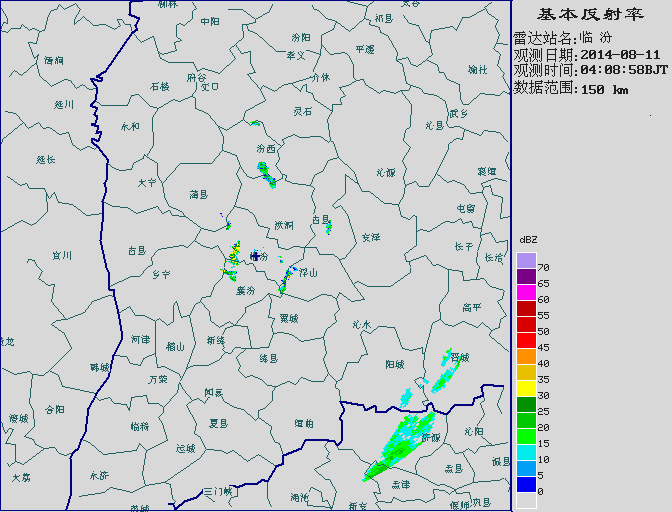 基本反射率
雷达站名:临 汾
观测日期:2014-08-11
观测时间:04:08:58BJT
数据范围:150 km
dBZ
70
65
60
55
50
45
40
35
30
25
20
15
10
5
0
柳林
中阳
祁县
汾阳
孝义
平遥
清涧
介休
榆社
石楼
交口
延川
灵石
武乡
永和
沁县
汾西
延长
沁源
襄垣
大宁
蒲县
屯留
洪洞
古县
安泽
长子
宜川
吉县
临汾
长治
乡宁
浮山
襄汾
高平
翼城
沁水
河津
稷山
新绛
绛县
晋城
韩城
阳城
万荣
闻喜
合阳
澄城
临猗
夏县
垣曲
济源
沁阳
运城
孟县
温县
大荔
永济
三门峡
渑池
孟津
新安
偃师
巩县
芮城